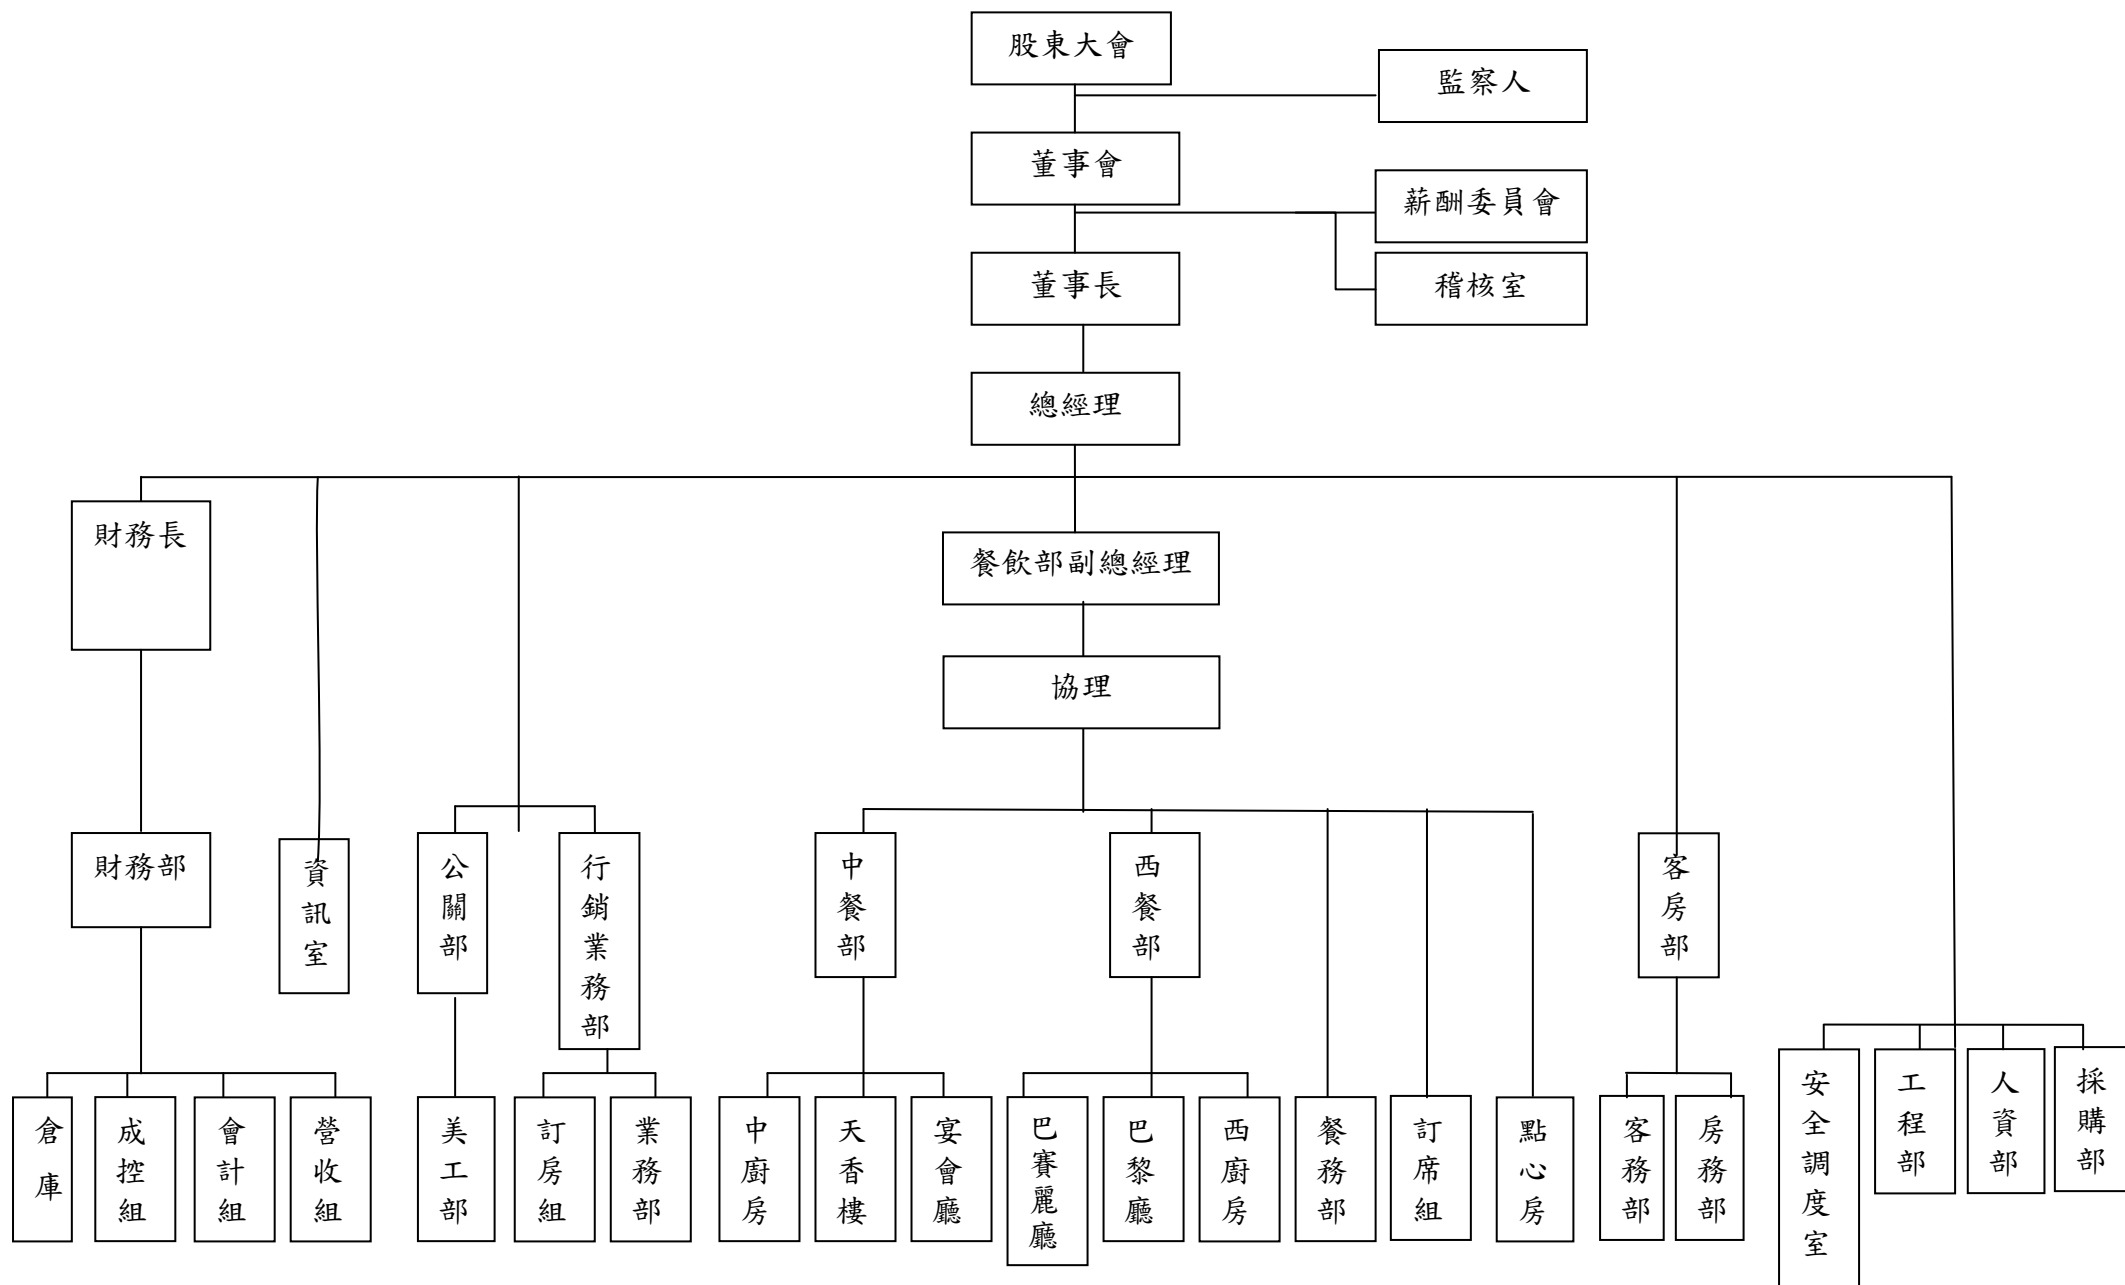 股東大會
監察人
董事會
薪酬委員會
董事長
稽核室
總經理
財務長
餐飲部副總經理
協理
財務部
資訊室
公關部
行銷業務部
中餐部
西餐部
客房部
倉庫
成控組
會計組
營收組
美工部
訂房組
業務部
中廚房
天香樓
宴會廳
巴賽麗廳
巴黎廳
西廚房
餐務部
訂席組
點心房
客務部
房務部
安全調度室
工程部
人資部
採購部